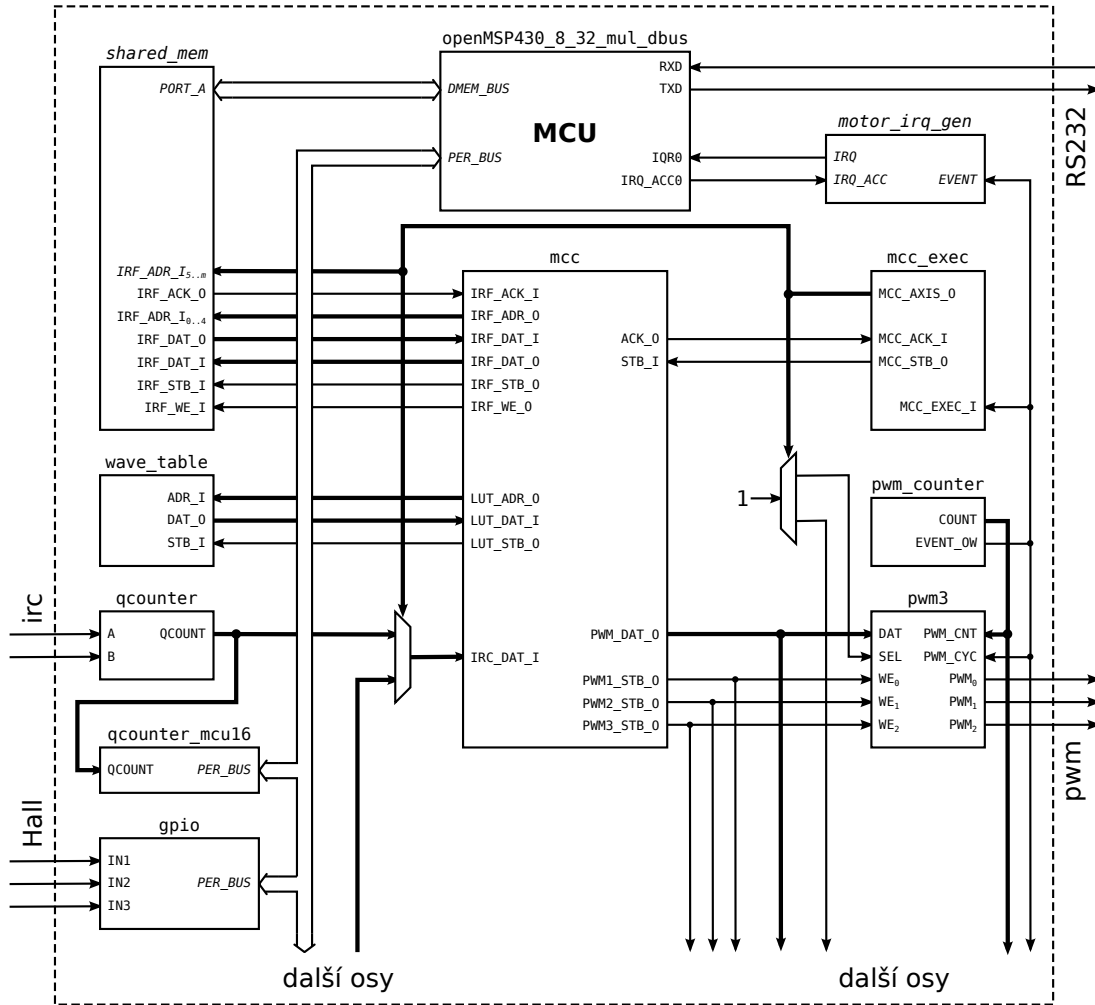 openMSP430_8_32_mul_dbus
MCU
DMEM_BUS
PER_BUS
RXD
TXD
IQR0
IRQ_ACC0
RS232
shared_mem
PORT_A
IRF_ADR_I5..m
IRF_ACK_O
IRF_ADR_I0..4
IRF_DAT_O
IRF_DAT_I
IRF_STB_I
IRF_WE_I
motor_irq_gen
IRQ
IRQ_ACC
EVENT
mcc
IRF_ACK_I
IRF_ADR_O
IRF_DAT_I
IRF_DAT_O
IRF_STB_O
IRF_WE_O
LUT_ADR_O
LUT_DAT_I
LUT_STB_O
IRC_DAT_I
ACK_O
STB_I
PWM_DAT_O
PWM1_STB_O
PWM2_STB_O
PWM3_STB_O
mcc_exec
MCC_AXIS_O
MCC_ACK_I
MCC_STB_O
MCC_EXEC_I
wave_table
ADR_I
DAT_O
STB_I
1
pwm_counter
COUNT
EVENT_OW
irc
qcounter
A
B
QCOUNT
pwm3
DAT
SEL
WE0
WE1
WE2
PWM_CNT
PWM_CYC
PWM0
PWM1
PWM2
pwm
qcounter_mcu16
QCOUNT
PER_BUS
Hall
gpio
IN1
IN2
IN3
PER_BUS
další osy
další osy